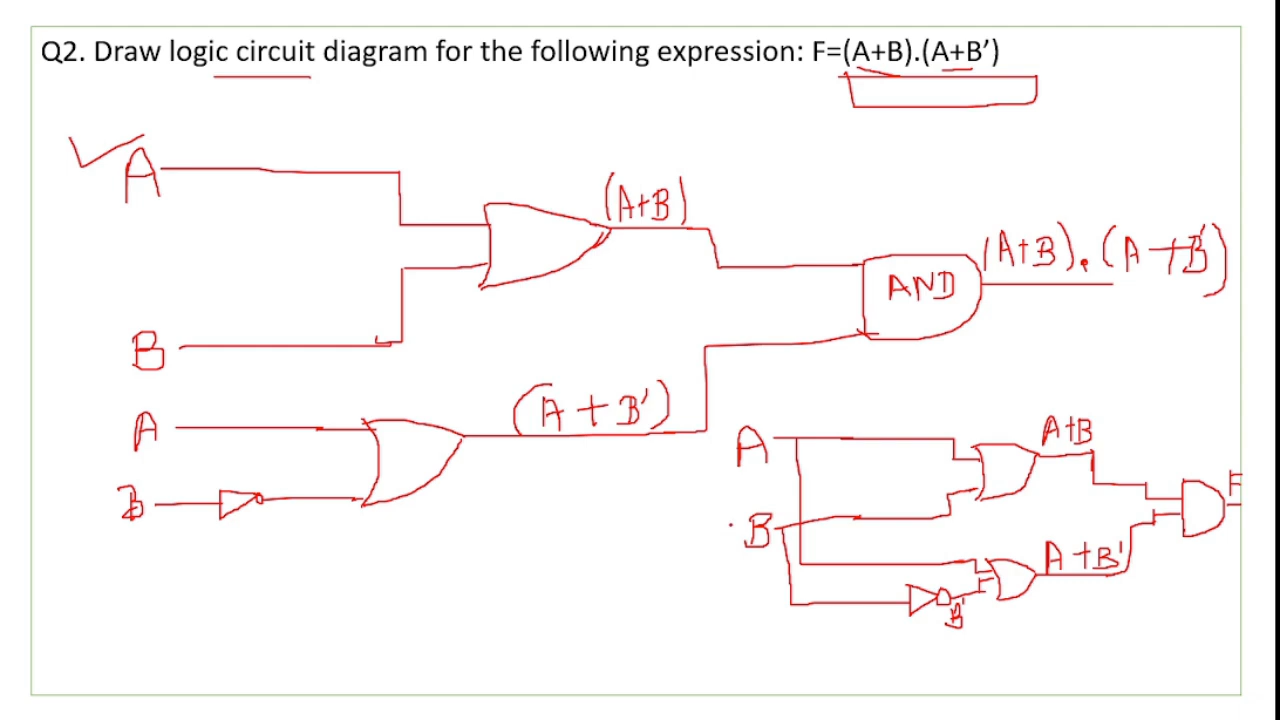 Q2. Draw logic circuit diagram for the following expression: F=(A+B).(A+B′)
A
(A+B)
AND
(A+B).(A+B')
B
A
(A+B')
B
A
A+B
B
F
A+B'
B'